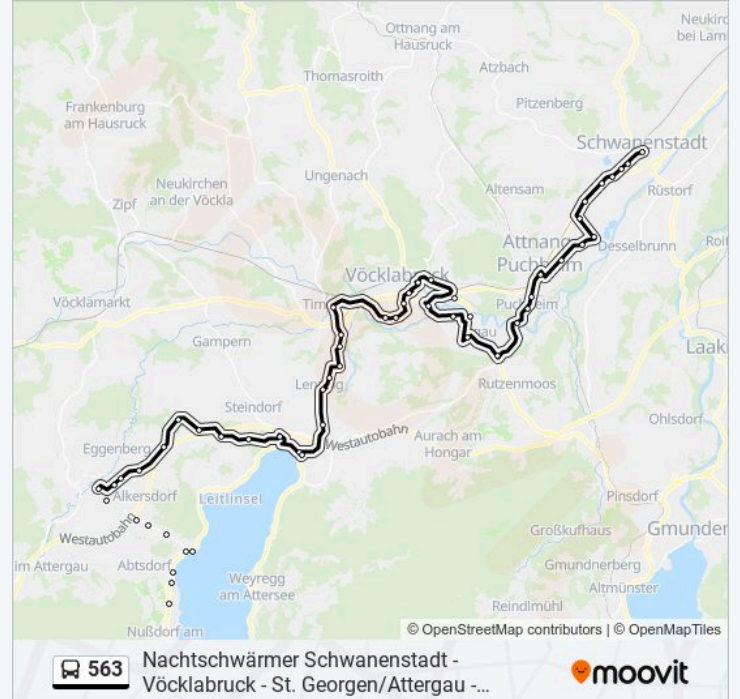 Ottnang am
Hausruck
Neukirc
bei Lam
Atzbach
Thomasroith
Pitzenberg
Frankenburg
am Hausruck
Schwanenstadt
Ungenach
Neukirchen
an der Vöckla
Altensam
Rüstorf
Zipf
Attnang
Puchheim
Desselbrunn
Roit
Vöcklabruck
Vöcklamarkt
Tim
Puchheim
gau
Gampern
Laak
Lenzing
Rutzenmoos
Steindorf
Ohlsdorf
Westautobahn
Aurach am
Hongar
Eggenberg
Alkersdorf
Leitlinsel
Pinsdorf
Westautobahn
Großkufhaus
Gmunder
im Attergau
Abtsdorf
Gmundnerberg
Weyregg
am Attersee
Altmünster
Reindlmühl
Nußdorf am
© OpenStreetMap contributors | © OpenMapTiles
563
Nachtschwärmer Schwanenstadt -
Vöcklabruck - St. Georgen/Attergau -...
moovit